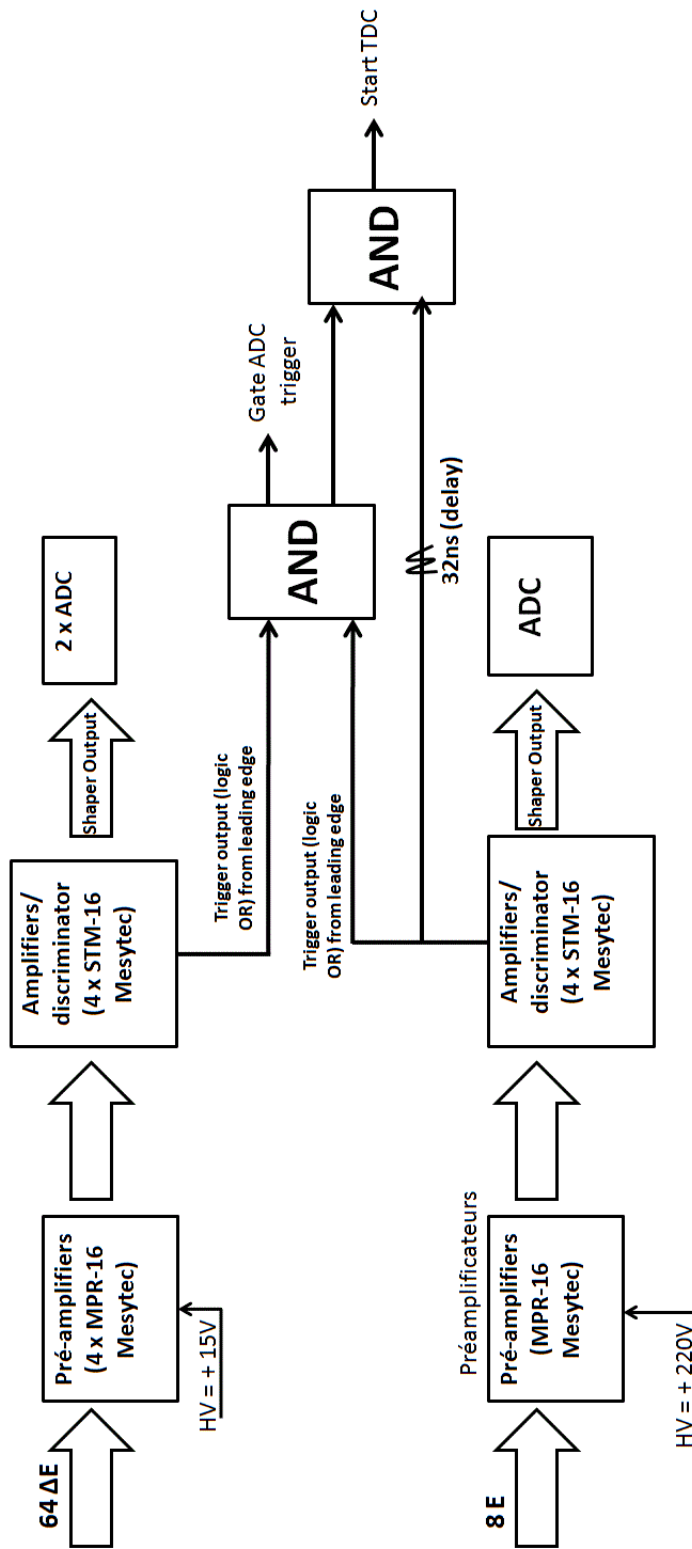 64 ΔE
Pré-amplifiers
(4 x MPR-16
Mesytec)
HV = + 15V
Amplifiers/
discriminator
(4 x STM-16
Mesytec)
Shaper Output
2 x ADC
Trigger output (logic
OR) from leading edge
AND
Gate ADC
trigger
AND
Start TDC
Trigger output (logic
OR) from leading edge
32ns (delay)
8 E
Préamplificateurs
Pré-amplifiers
(MPR-16
Mesytec)
HV = + 220V
Amplifiers/
discriminator
(4 x STM-16
Mesytec)
Shaper Output
ADC